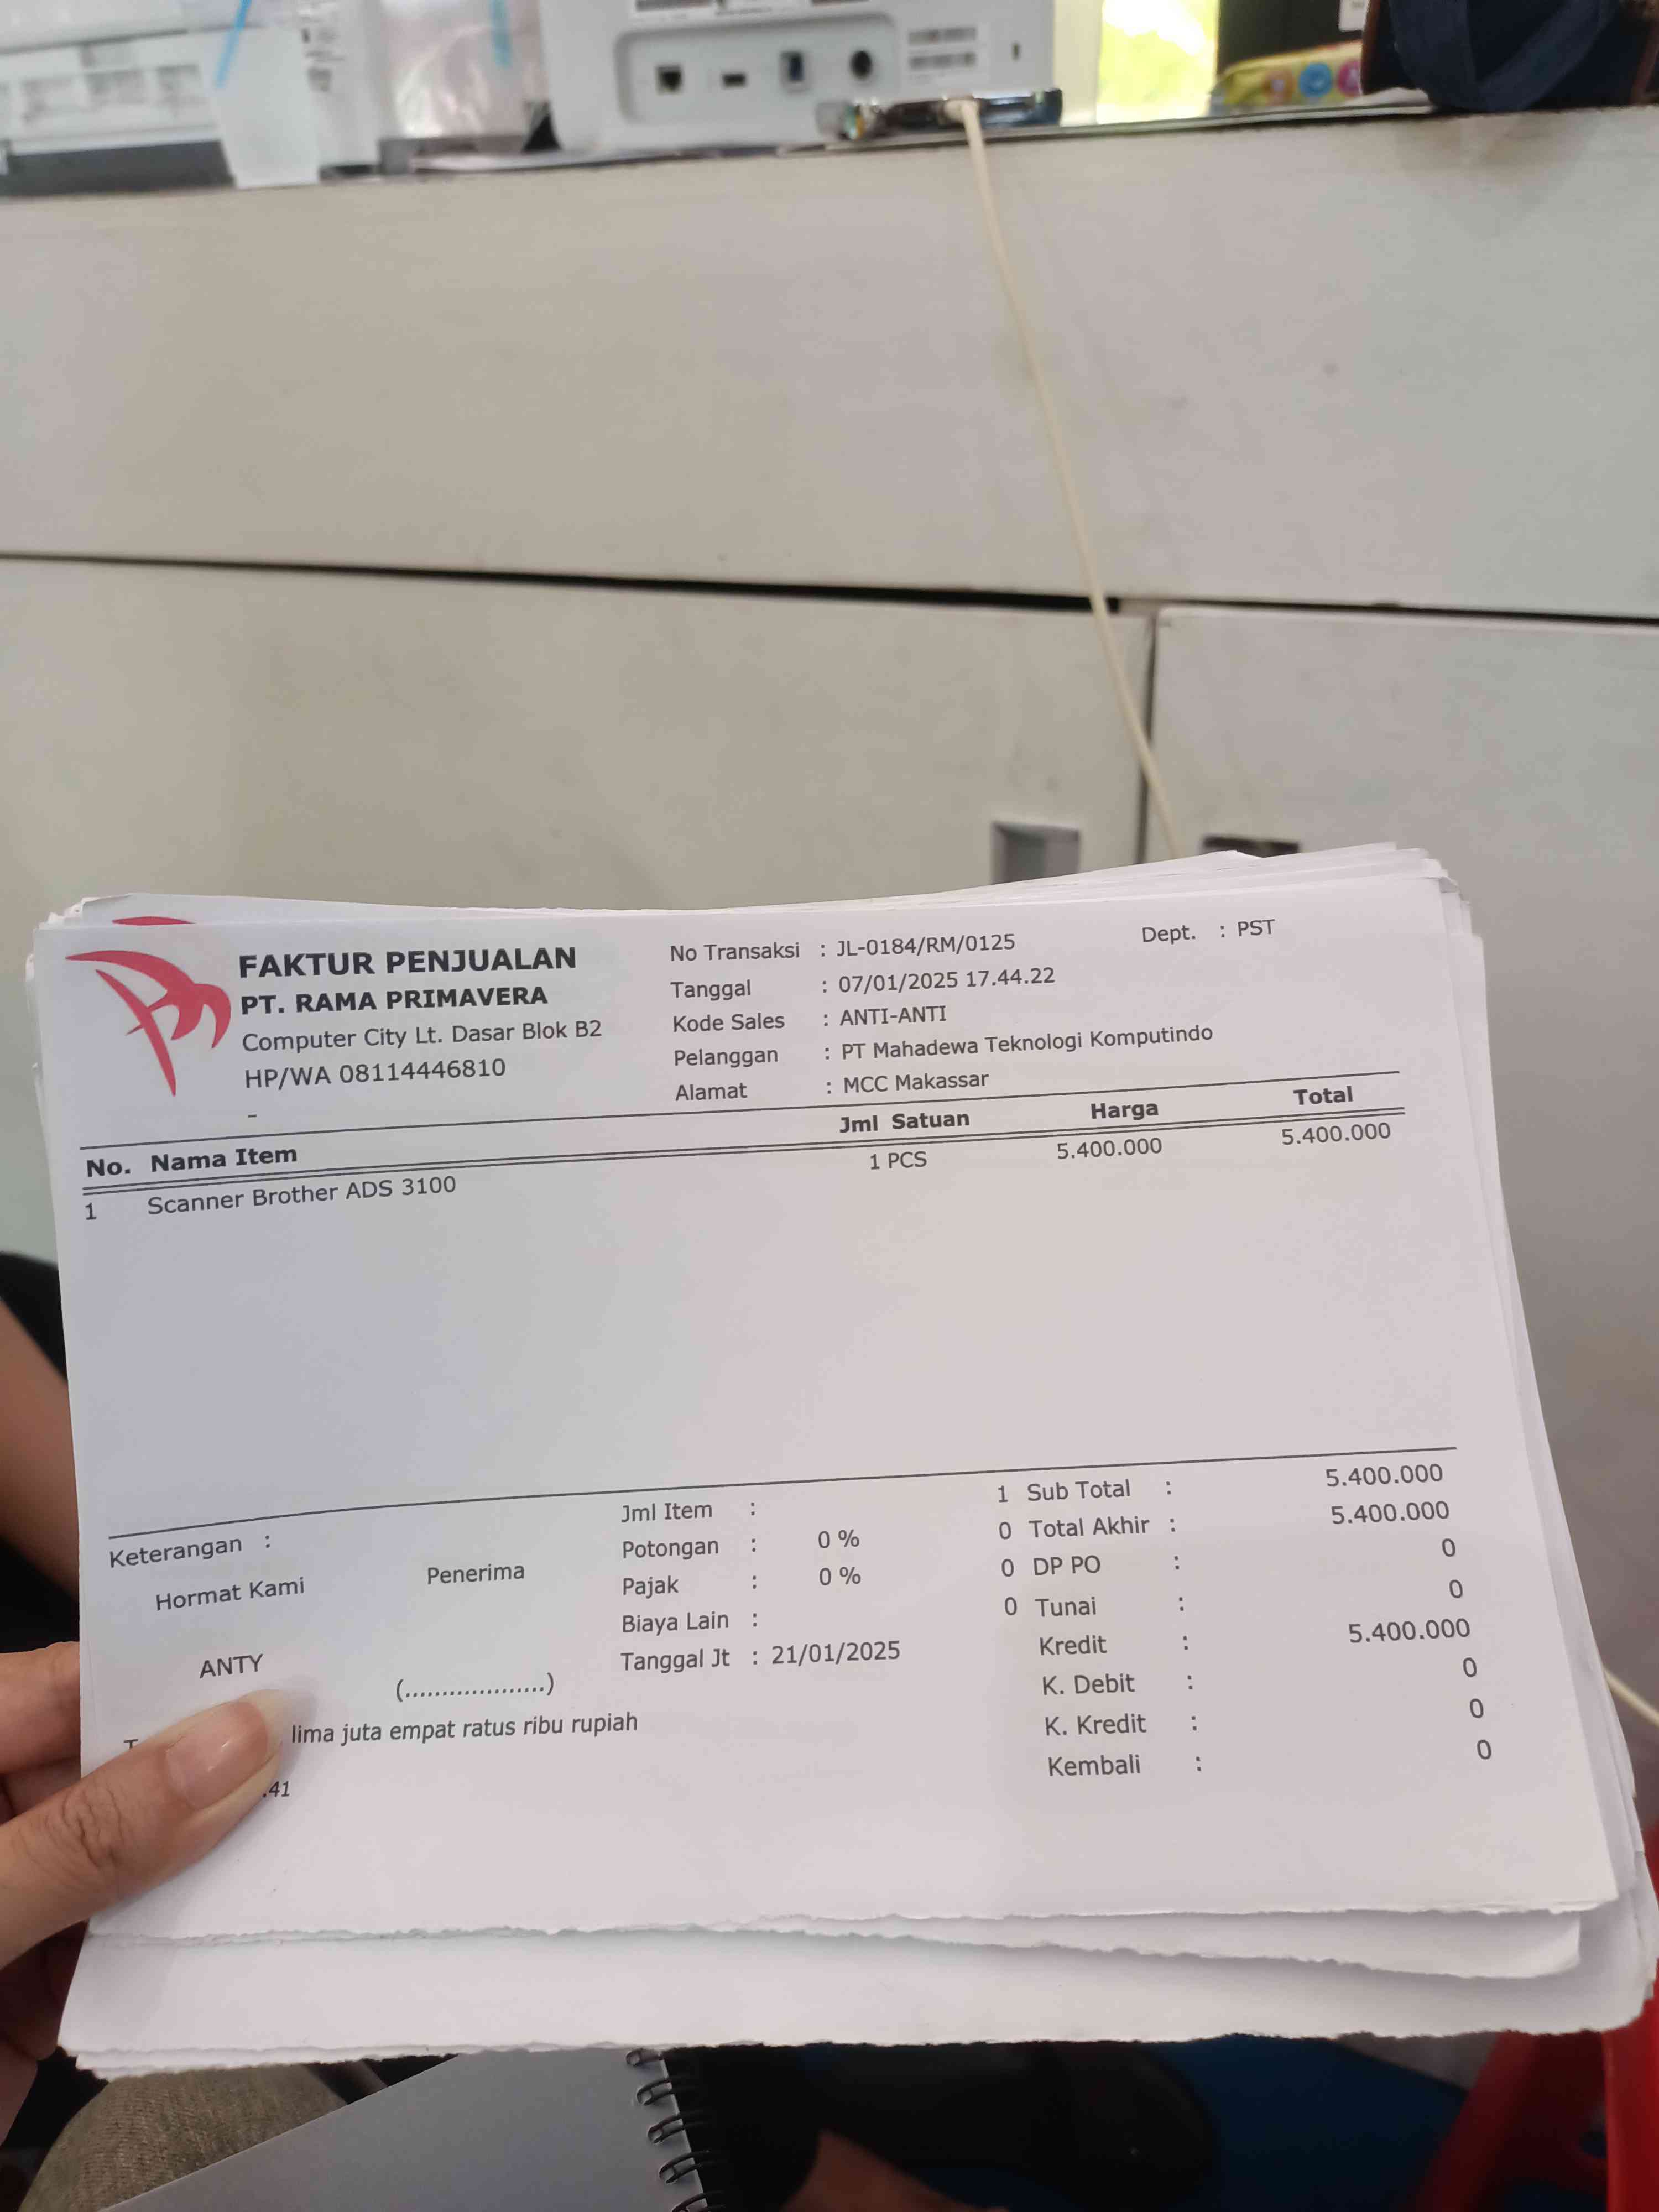 FAKTUR PENJUALAN
PT. RAMA PRIMAVERA
Computer City Lt. Dasar Blok B2
HP/WA 08114446810
-
No Transaksi : JL-0184/RM/0125
Dept. : PST
Tanggal : 07/01/2025 17.44.22
Kode Sales : ANTI-ANTI
Pelanggan : PT Mahadewa Teknologi Komputindo
Alamat : MCC Makassar
No. Nama Item Jml Satuan Harga Total
1 Scanner Brother ADS 3100 1 PCS 5.400.000 5.400.000
Keterangan :
Hormat Kami
Penerima
ANTY
(....................)
Jml Item : 1
Potongan : 0 % 0
Pajak : 0 % 0
Biaya Lain : 0
Tanggal Jt : 21/01/2025
Sub Total : 5.400.000
Total Akhir : 5.400.000
DP PO : 0
Tunai : 0
Kredit : 5.400.000
K. Debit : 0
K. Kredit : 0
Kembali : 0
lima juta empat ratus ribu rupiah
.41